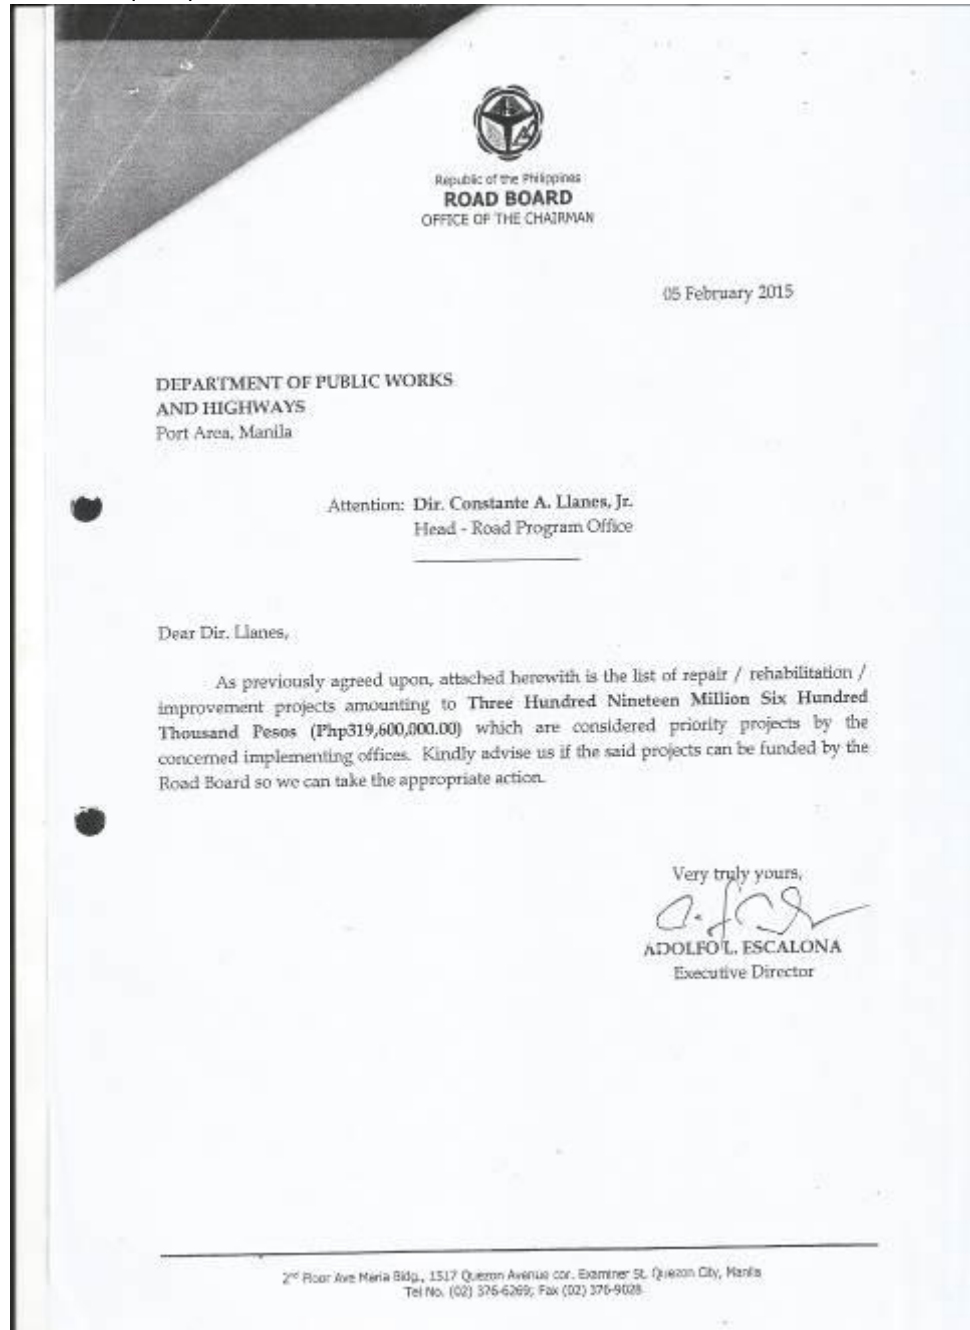 Republic of the Philippines
ROAD BOARD
OFFICE OF THE CHAIRMAN
05 February 2015
DEPARTMENT OF PUBLIC WORKS
AND HIGHWAYS
Port Area, Manila
Attention: Dir. Constante A. Llanes, Jr.
Head - Road Program Office
Dear Dir. Llanes,
As previously agreed upon, attached herewith is the list of repair / rehabilitation /
improvement projects amounting to Three Hundred Nineteen Million Six Hundred
Thousand Pesos (Php319,600,000.00) which are considered priority projects by the
concerned implementing offices. Kindly advise us if the said projects can be funded by the
Road Board so we can take the appropriate action.
Very truly yours,
ADOLFO L. ESCALONA
Executive Director
2nd Floor Ave Maria Bldg., 1517 Quezon Avenue cor. Examiner St. Quezon City, Manila
Tel No. (02) 376-6269; Fax (02) 376-9028